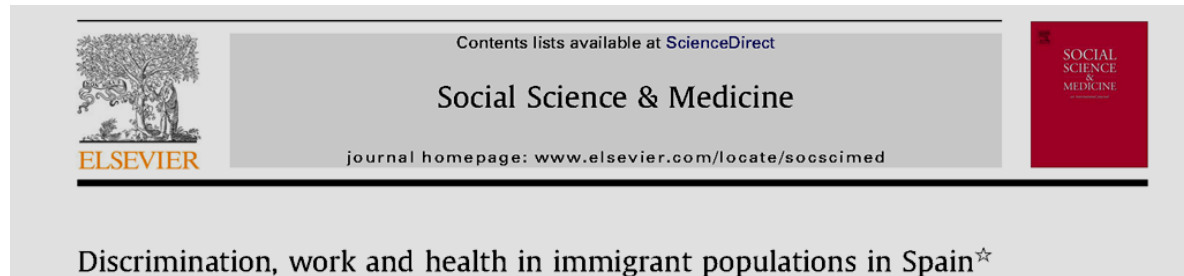 Contents lists available at ScienceDirect
Social Science & Medicine
journal homepage: www.elsevier.com/locate/socscimed
ELSEVIER
SOCIAL
SCIENCE
&
MEDICINE
Discrimination, work and health in immigrant populations in Spain☆